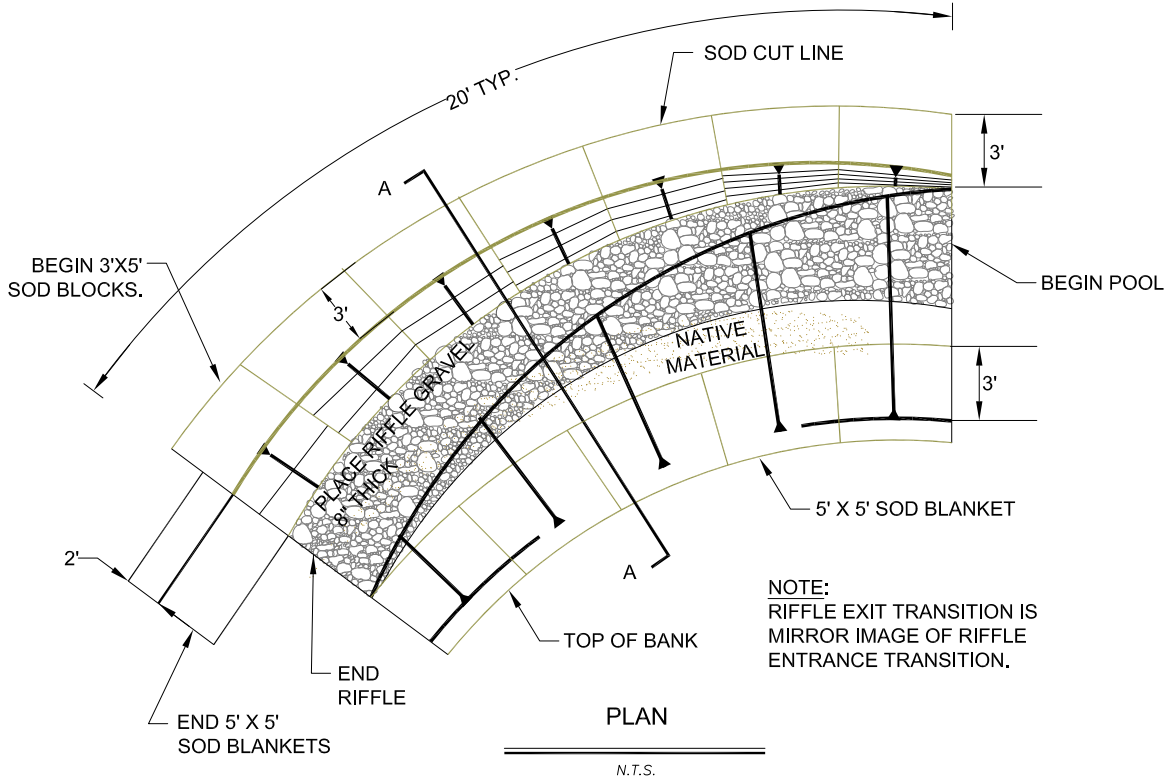 SOD CUT LINE
20' TYP.
A
3'
BEGIN 3'X5'
SOD BLOCKS.
3'
BEGIN POOL
NATIVE
MATERIAL
3'
PLACE RIFFLE GRAVEL
8" THICK
5' X 5' SOD BLANKET
2'
A
NOTE:
RIFFLE EXIT TRANSITION IS
MIRROR IMAGE OF RIFFLE
ENTRANCE TRANSITION.
TOP OF BANK
END
RIFFLE
END 5' X 5'
SOD BLANKETS
PLAN
N.T.S.